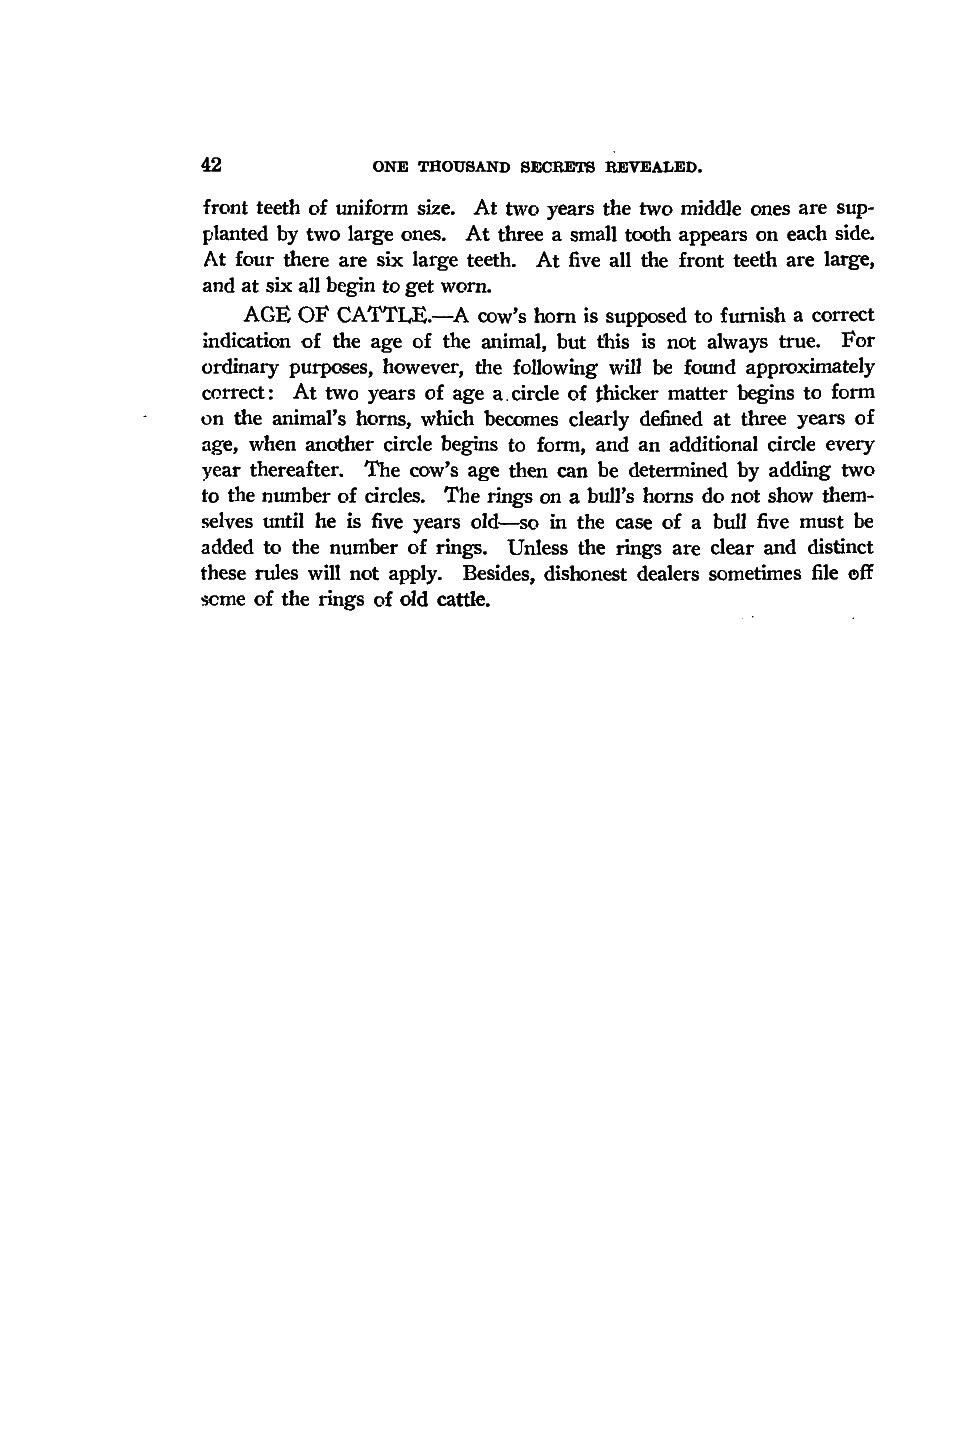 42 ONE THOUSAND SECRETS REVEALED.
front teeth of uniform size. At two years the two middle ones are sup-
planted by two large ones. At three a small tooth appears on each side.
At four there are six large teeth. At five all the front teeth are large,
and at six all begin to get worn.
AGE OF CATTLE.—A cow's horn is supposed to furnish a correct
indication of the age of the animal, but this is not always true. For
ordinary purposes, however, the following will be found approximately
correct: At two years of age a circle of thicker matter begins to form
on the animal's horns, which becomes clearly defined at three years of
age, when another circle begins to form, and an additional circle every
year thereafter. The cow's age then can be determined by adding two
to the number of circles. The rings on a bull's horns do not show them-
selves until he is five years old—so in the case of a bull five must be
added to the number of rings. Unless the rings are clear and distinct
these rules will not apply. Besides, dishonest dealers sometimes file off
some of the rings of old cattle.